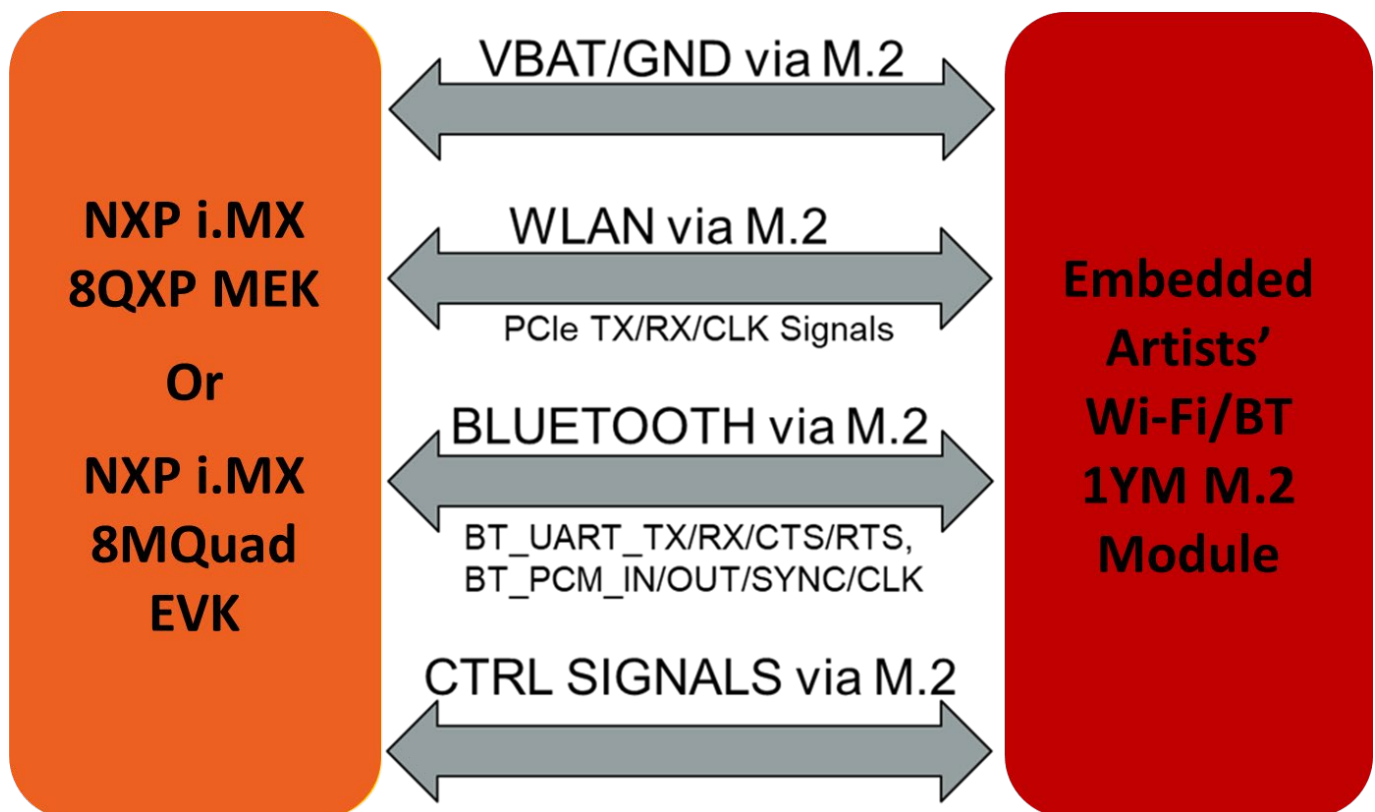 NXP i.MX
8QXP MEK
Or
NXP i.MX
8MQuad
EVK
VBAT/GND via M.2
WLAN via M.2
PCIe TX/RX/CLK Signals
BLUETOOTH via M.2
BT_UART_TX/RX/CTS/RTS,
BT_PCM_IN/OUT/SYNC/CLK
CTRL SIGNALS via M.2
Embedded
Artists’
Wi-Fi/BT
1YM M.2
Module